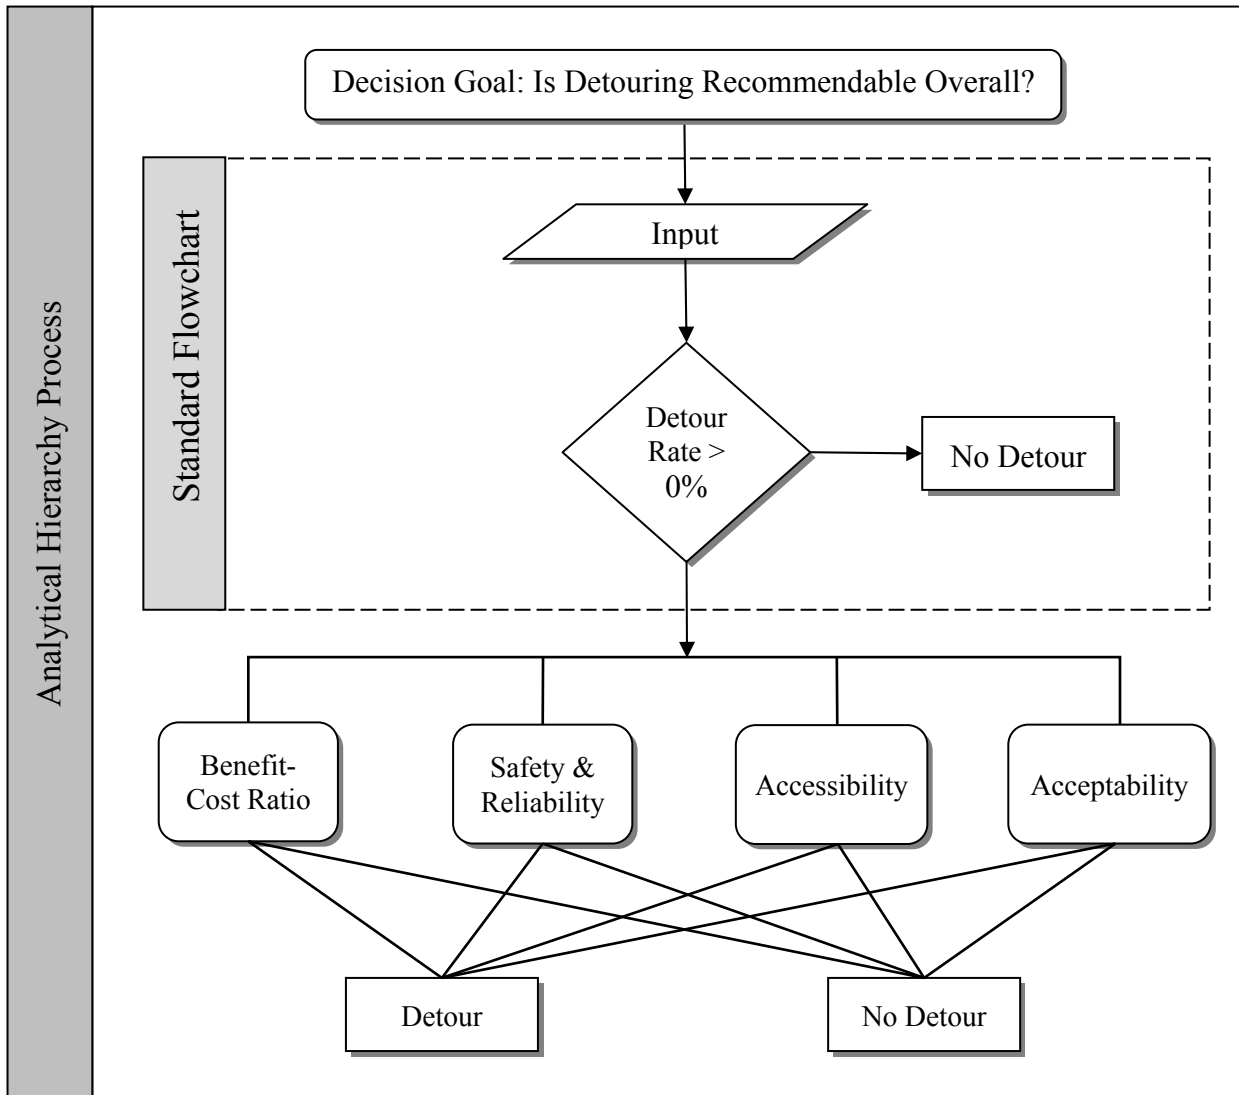 Analytical Hierarchy Process
Decision Goal: Is Detouring Recommendable Overall?
Standard Flowchart
Input
Detour
Rate >
0%
No Detour
Benefit-
Cost Ratio
Safety &
Reliability
Accessibility
Acceptability
Detour
No Detour